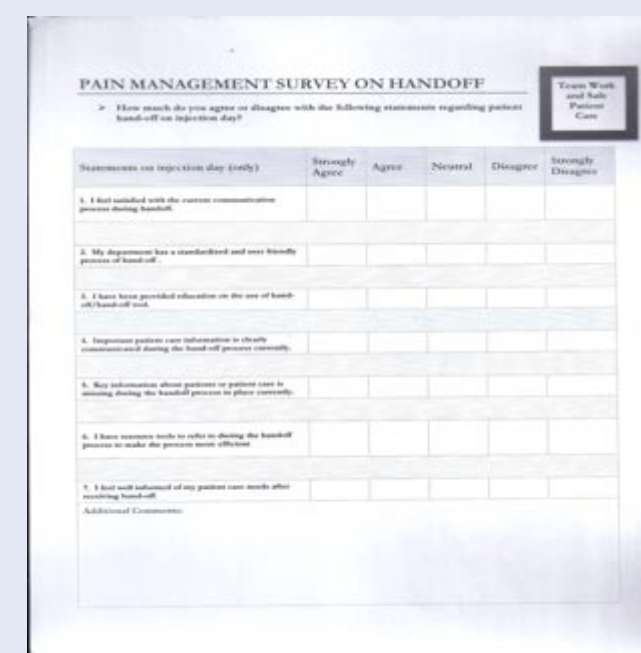 PAIN MANAGEMENT SURVEY ON HANDOFF
Team Work
and Safe
Patient
Care
➢ How much do you agree or disagree with the following statements regarding patient
hand-off on injection day?
Statements on injection day (only)
Strongly
Agree
Agree
Neutral
Disagree
Strongly
Disagree
1. I feel satisfied with the current communication
process during handoff.
2. My department has a standardized and user friendly
process of hand-off .
3. I have been provided education on the use of hand-
off/hand-off tool.
4. Important patient care information is clearly
communicated during the hand-off process currently.
5. Key information about patients or patient care is
missing during the handoff process in place currently.
6. I have resource tools to refer to during the handoff
process to make the process more efficient
7. I feel well informed of my patient care needs after
receiving hand-off.
Additional Comments: